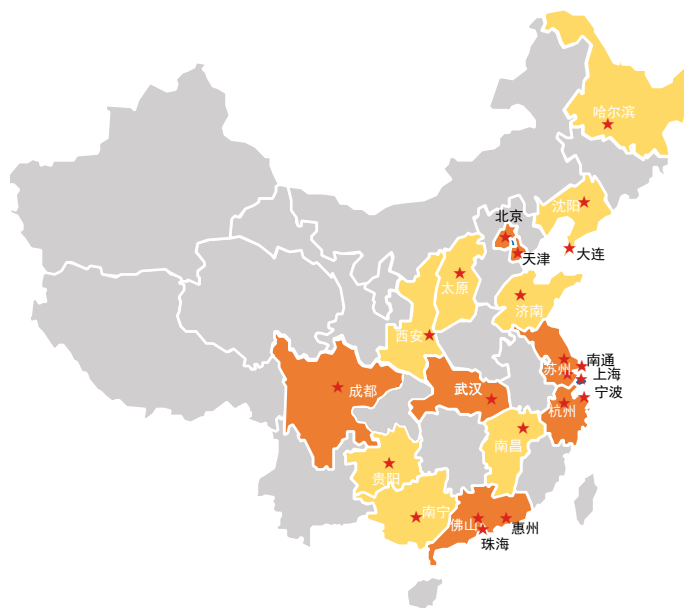 哈尔滨
沈阳
北京
大连
天津
太原
济南
西安
南通
苏州
上海
成都
武汉
宁波
杭州
南昌
贵阳
南宁
佛山
惠州
珠海